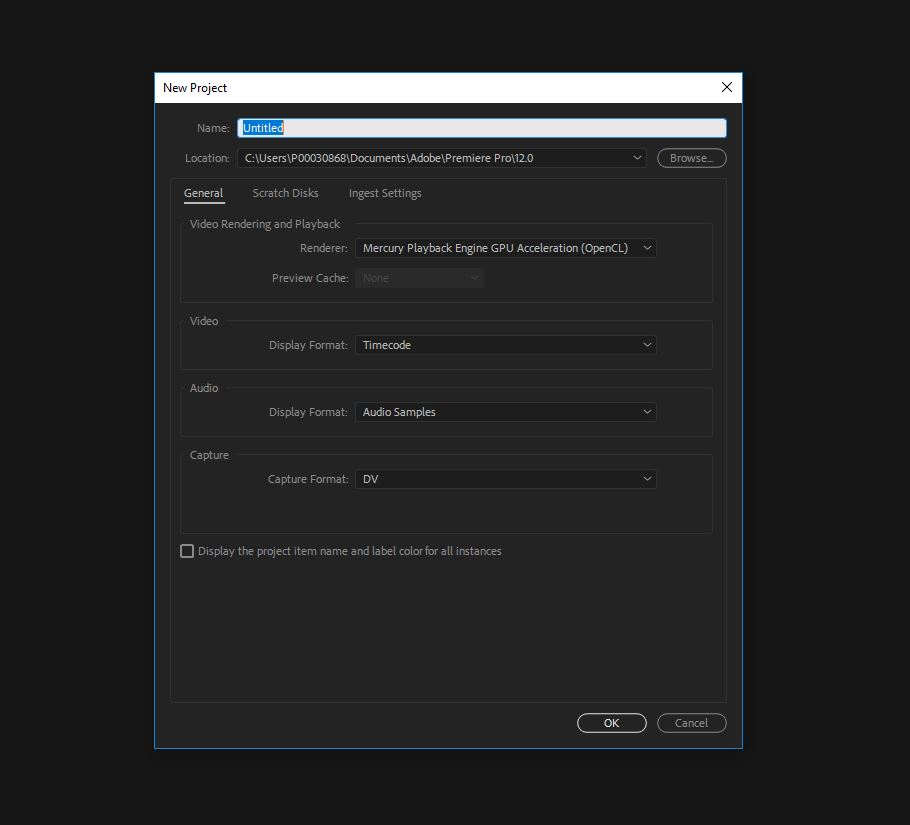 New Project
Name: Untitled
Location: C:\Users\P00030868\Documents\Adobe\Premiere Pro\12.0 Browse...
General Scratch Disks Ingest Settings
Video Rendering and Playback
Renderer: Mercury Playback Engine GPU Acceleration (OpenCL)
Preview Cache: None
Video
Display Format: Timecode
Audio
Display Format: Audio Samples
Capture
Capture Format: DV
Display the project item name and label color for all instances
OK Cancel